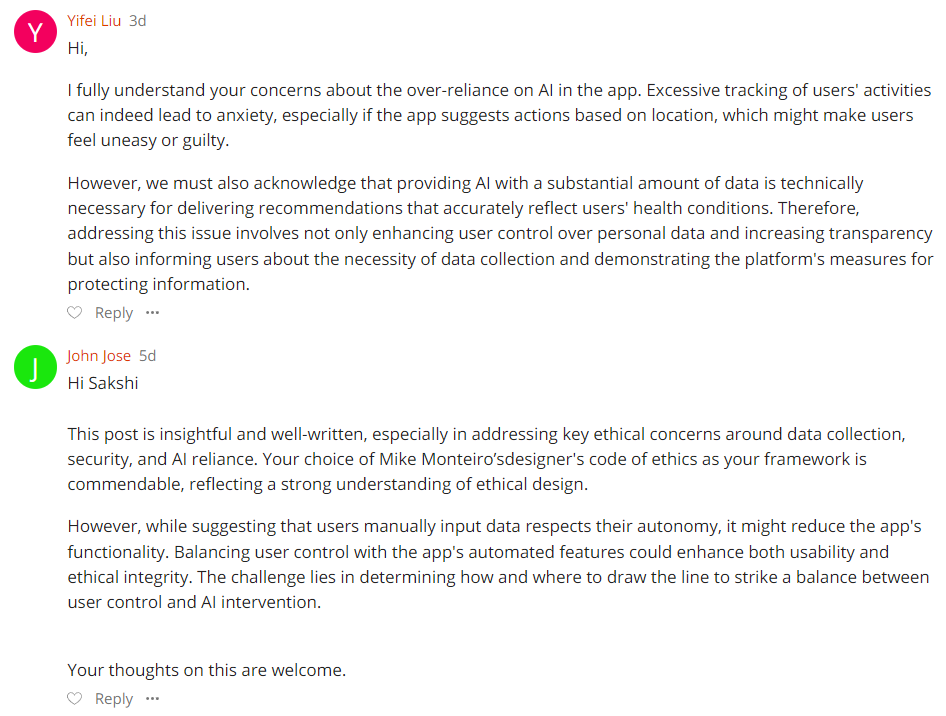 Y
Yifei Liu 3d
Hi,
I fully understand your concerns about the over-reliance on AI in the app. Excessive tracking of users' activities
can indeed lead to anxiety, especially if the app suggests actions based on location, which might make users
feel uneasy or guilty.
However, we must also acknowledge that providing AI with a substantial amount of data is technically
necessary for delivering recommendations that accurately reflect users' health conditions. Therefore,
addressing this issue involves not only enhancing user control over personal data and increasing transparency
but also informing users about the necessity of data collection and demonstrating the platform's measures for
protecting information.
Reply ···
J
John Jose 5d
Hi Sakshi
This post is insightful and well-written, especially in addressing key ethical concerns around data collection,
security, and AI reliance. Your choice of Mike Monteiro’sdesigner's code of ethics as your framework is
commendable, reflecting a strong understanding of ethical design.
However, while suggesting that users manually input data respects their autonomy, it might reduce the app's
functionality. Balancing user control with the app's automated features could enhance both usability and
ethical integrity. The challenge lies in determining how and where to draw the line to strike a balance between
user control and AI intervention.
Your thoughts on this are welcome.
Reply ···